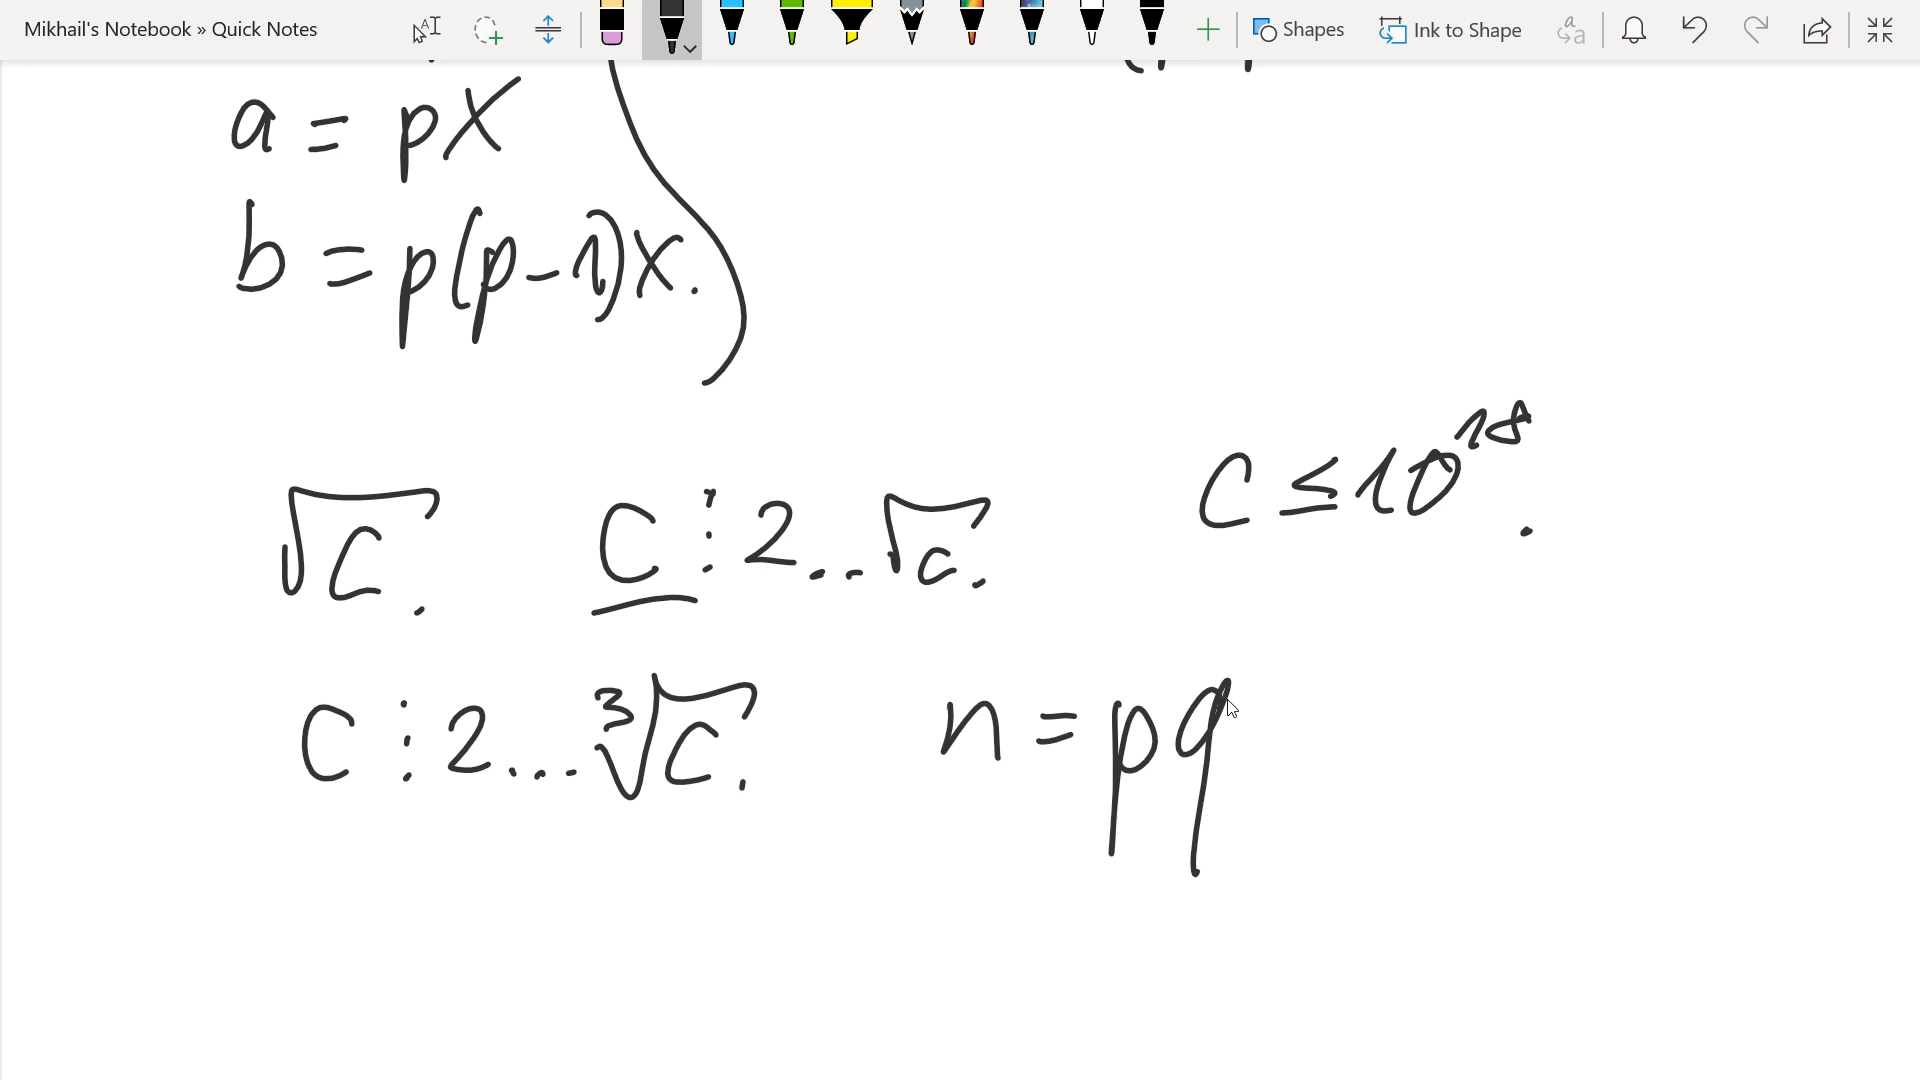 Mikhail's Notebook » Quick Notes
Shapes
Ink to Shape
a = pX
b = p(p-1)X.
C ≤ 10^18.
√C.
C ⋮ 2..√C.
C ⋮ 2...∛C.
n = pq